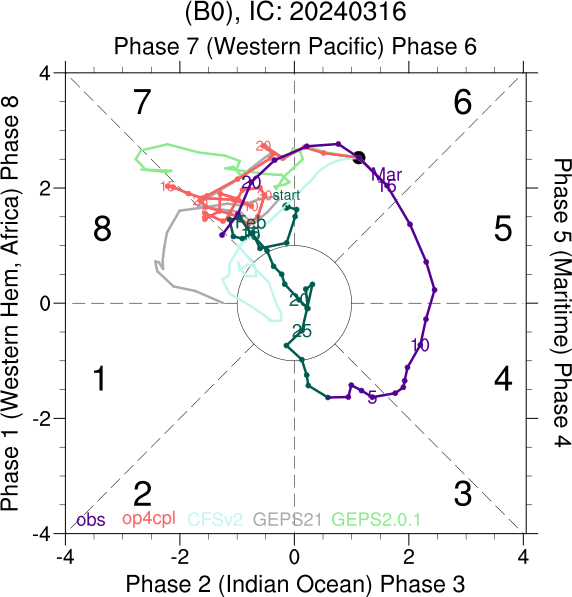 (B0), IC: 20240316
Phase 7 (Western Pacific) Phase 6
Phase 1 (Western Hem, Africa) Phase 8
Phase 5 (Maritime) Phase 4
4
2
0
-2
-4
7
6
8
5
1
4
2
3
20
Mar
15
20
start
Feb
20
25
10
5
obs
op4cpl
CFSv2
GEPS21
GEPS2.0.1
-4
-2
0
2
4
Phase 2 (Indian Ocean) Phase 3